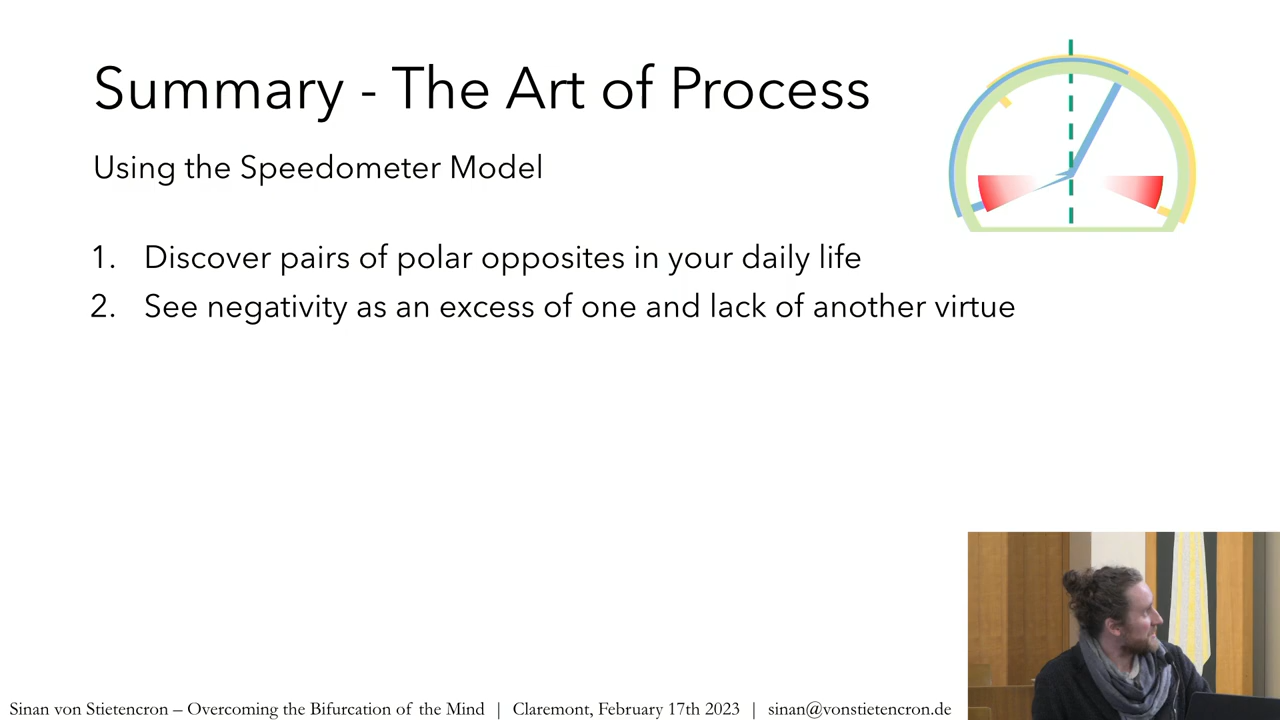 Summary - The Art of Process
Using the Speedometer Model
1. Discover pairs of polar opposites in your daily life
2. See negativity as an excess of one and lack of another virtue
Sinan von Stietencron – Overcoming the Bifurcation of the Mind | Claremont, February 17th 2023 | sinan@vonstietencron.de